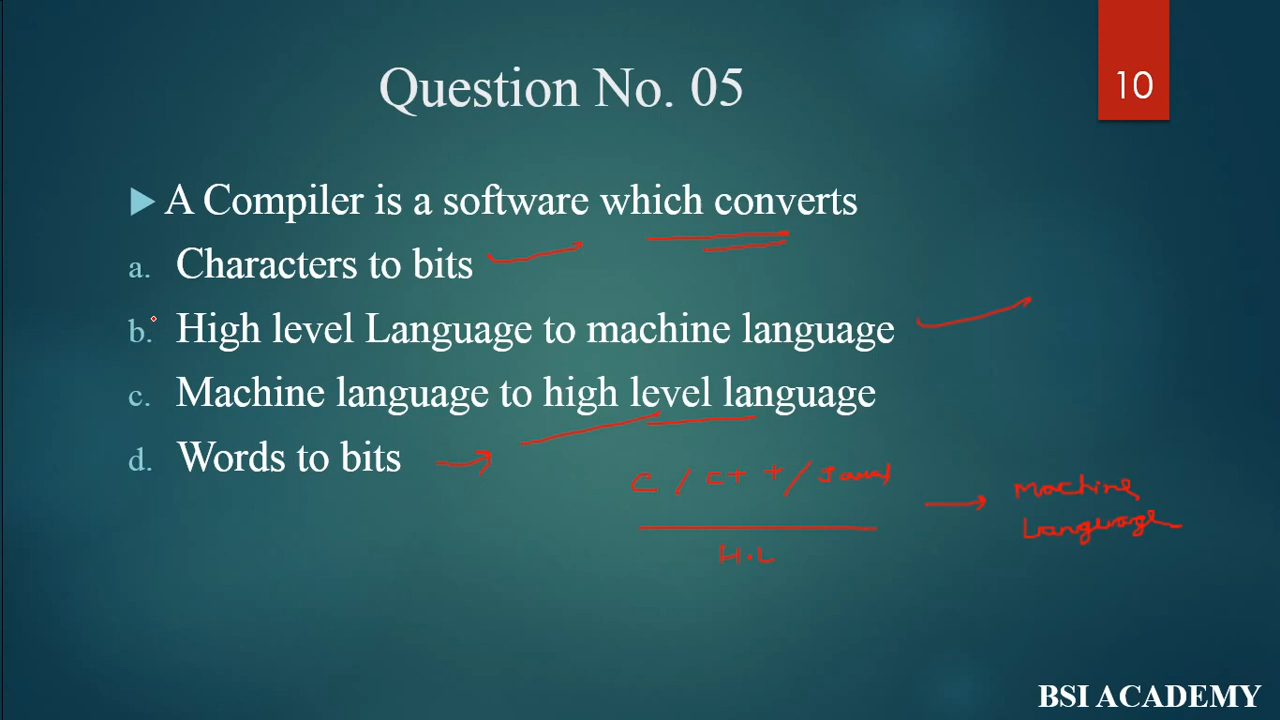 Question No. 05
10
A Compiler is a software which converts
a. Characters to bits
b. High level Language to machine language
c. Machine language to high level language
d. Words to bits
C / C++ / Java
Machine
Language
H.L
BSI ACADEMY